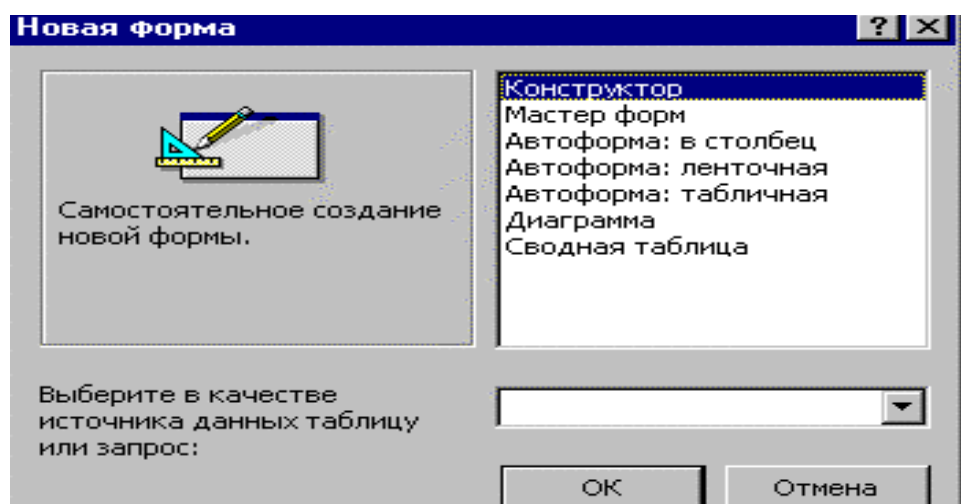 Новая форма
Самостоятельное создание
новой формы.
Конструктор
Мастер форм
Автоформа: в столбец
Автоформа: ленточная
Автоформа: табличная
Диаграмма
Сводная таблица
Выберите в качестве
источника данных таблицу
или запрос:
ОК
Отмена